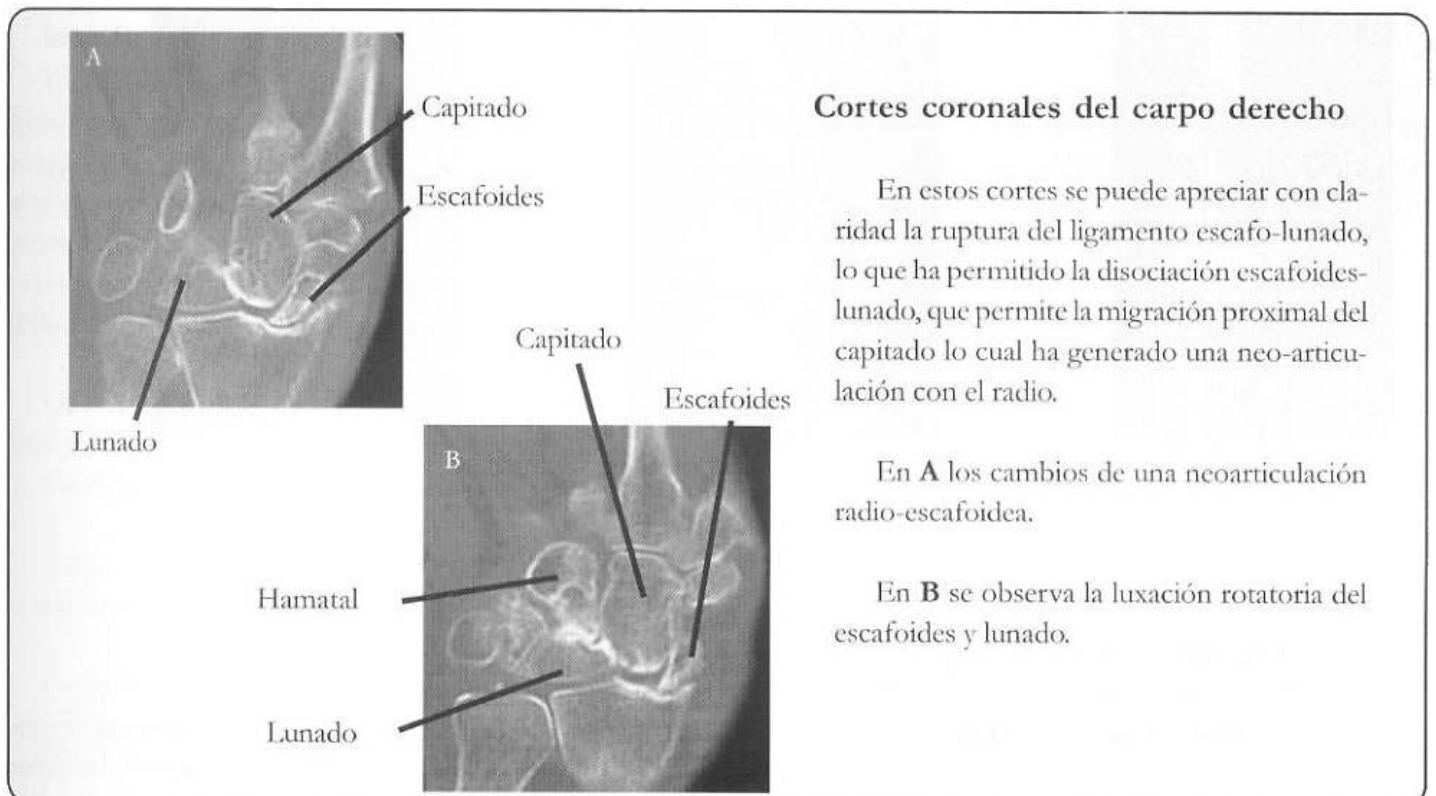 A
Capitado
Escafoides
Lunado
Capitado
Escafoides
B
Hamatal
Lunado
Cortes coronales del carpo derecho
En estos cortes se puede apreciar con cla-
ridad la ruptura del ligamento escafo-lunado,
lo que ha permitido la disociación escafoides-
lunado, que permite la migración proximal del
capitado lo cual ha generado una neo-articu-
lación con el radio.
En A los cambios de una neoarticulación
radio-escafoidea.
En B se observa la luxación rotatoria del
escafoides y lunado.